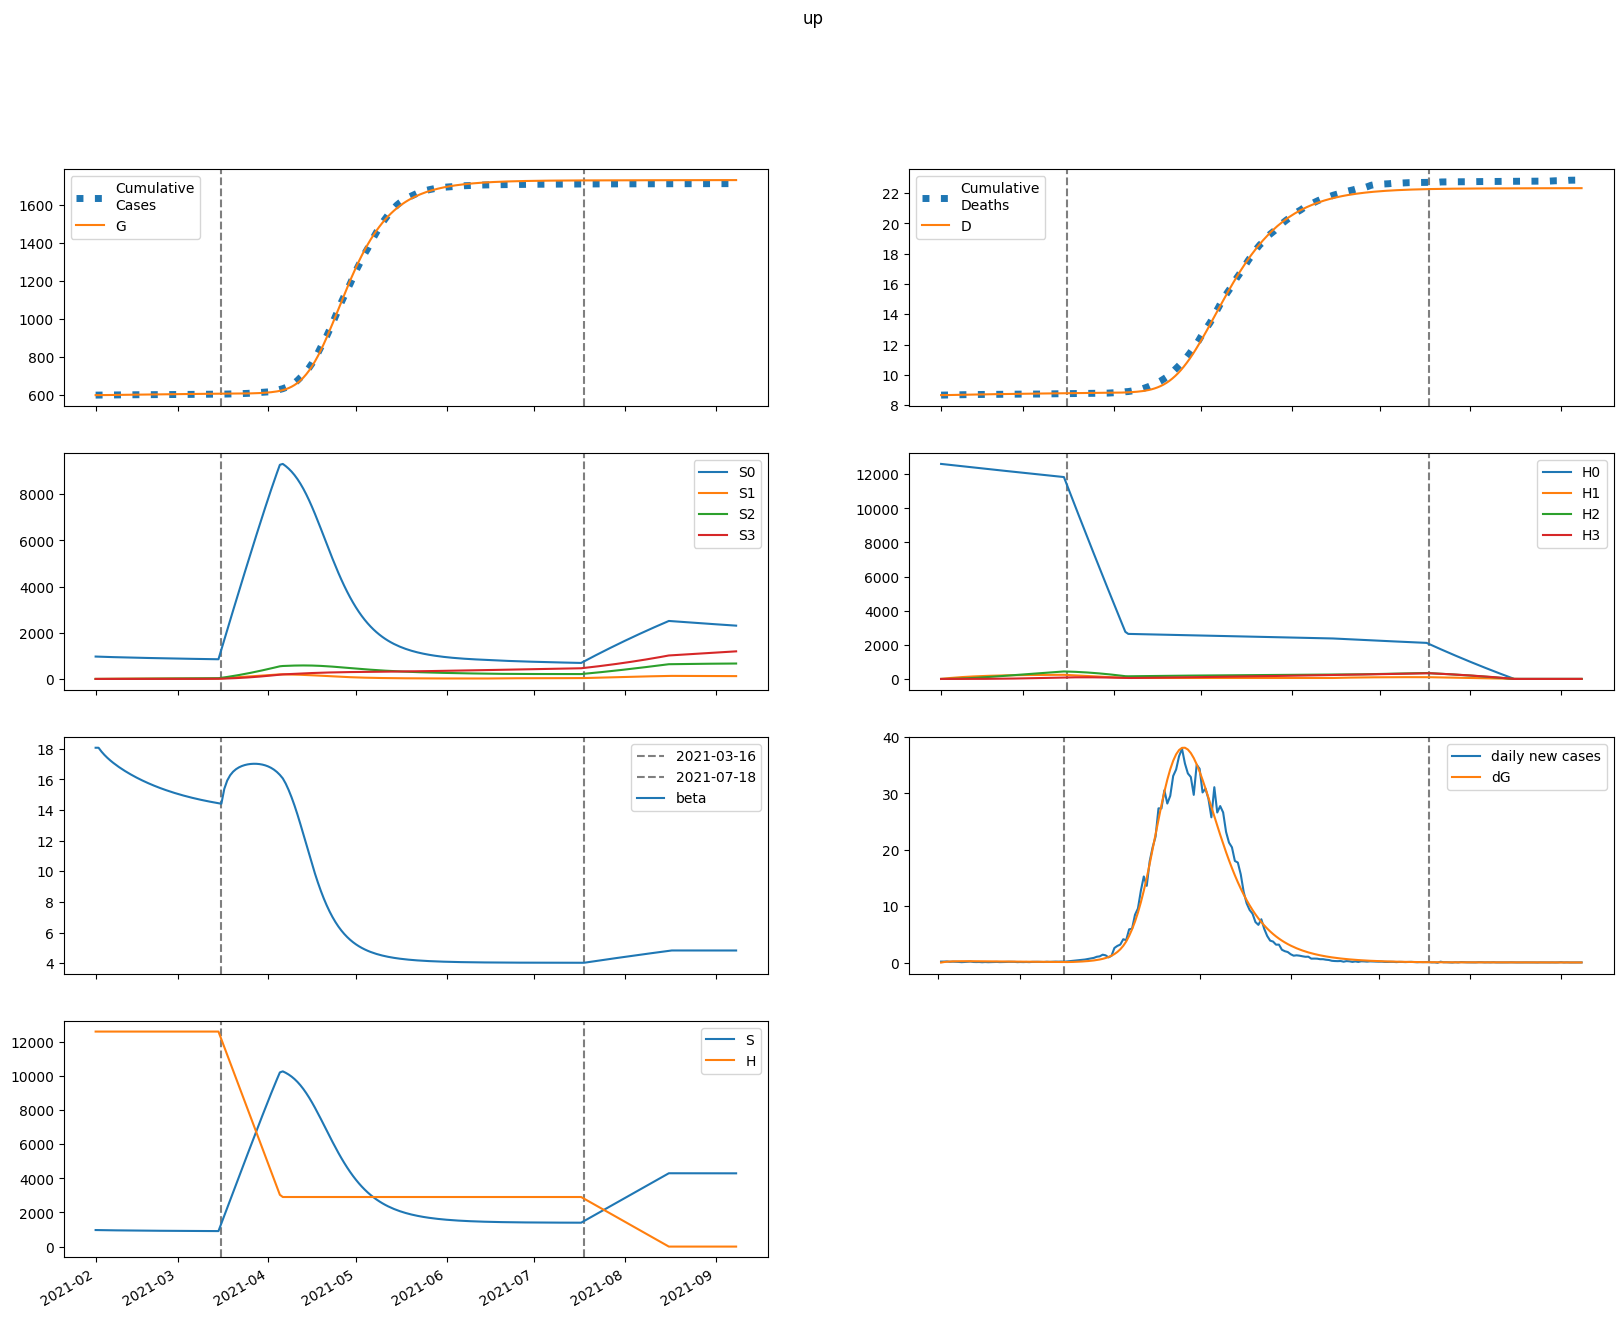 up
Cumulative
Cases
G
1600
1400
1200
1000
800
600
Cumulative
Deaths
D
22
20
18
16
14
12
10
8
S0
S1
S2
S3
8000
6000
4000
2000
0
H0
H1
H2
H3
12000
10000
8000
6000
4000
2000
0
2021-03-16
2021-07-18
beta
18
16
14
12
10
8
6
4
daily new cases
dG
40
30
20
10
0
S
H
12000
10000
8000
6000
4000
2000
0
2021-02
2021-03
2021-04
2021-05
2021-06
2021-07
2021-08
2021-09